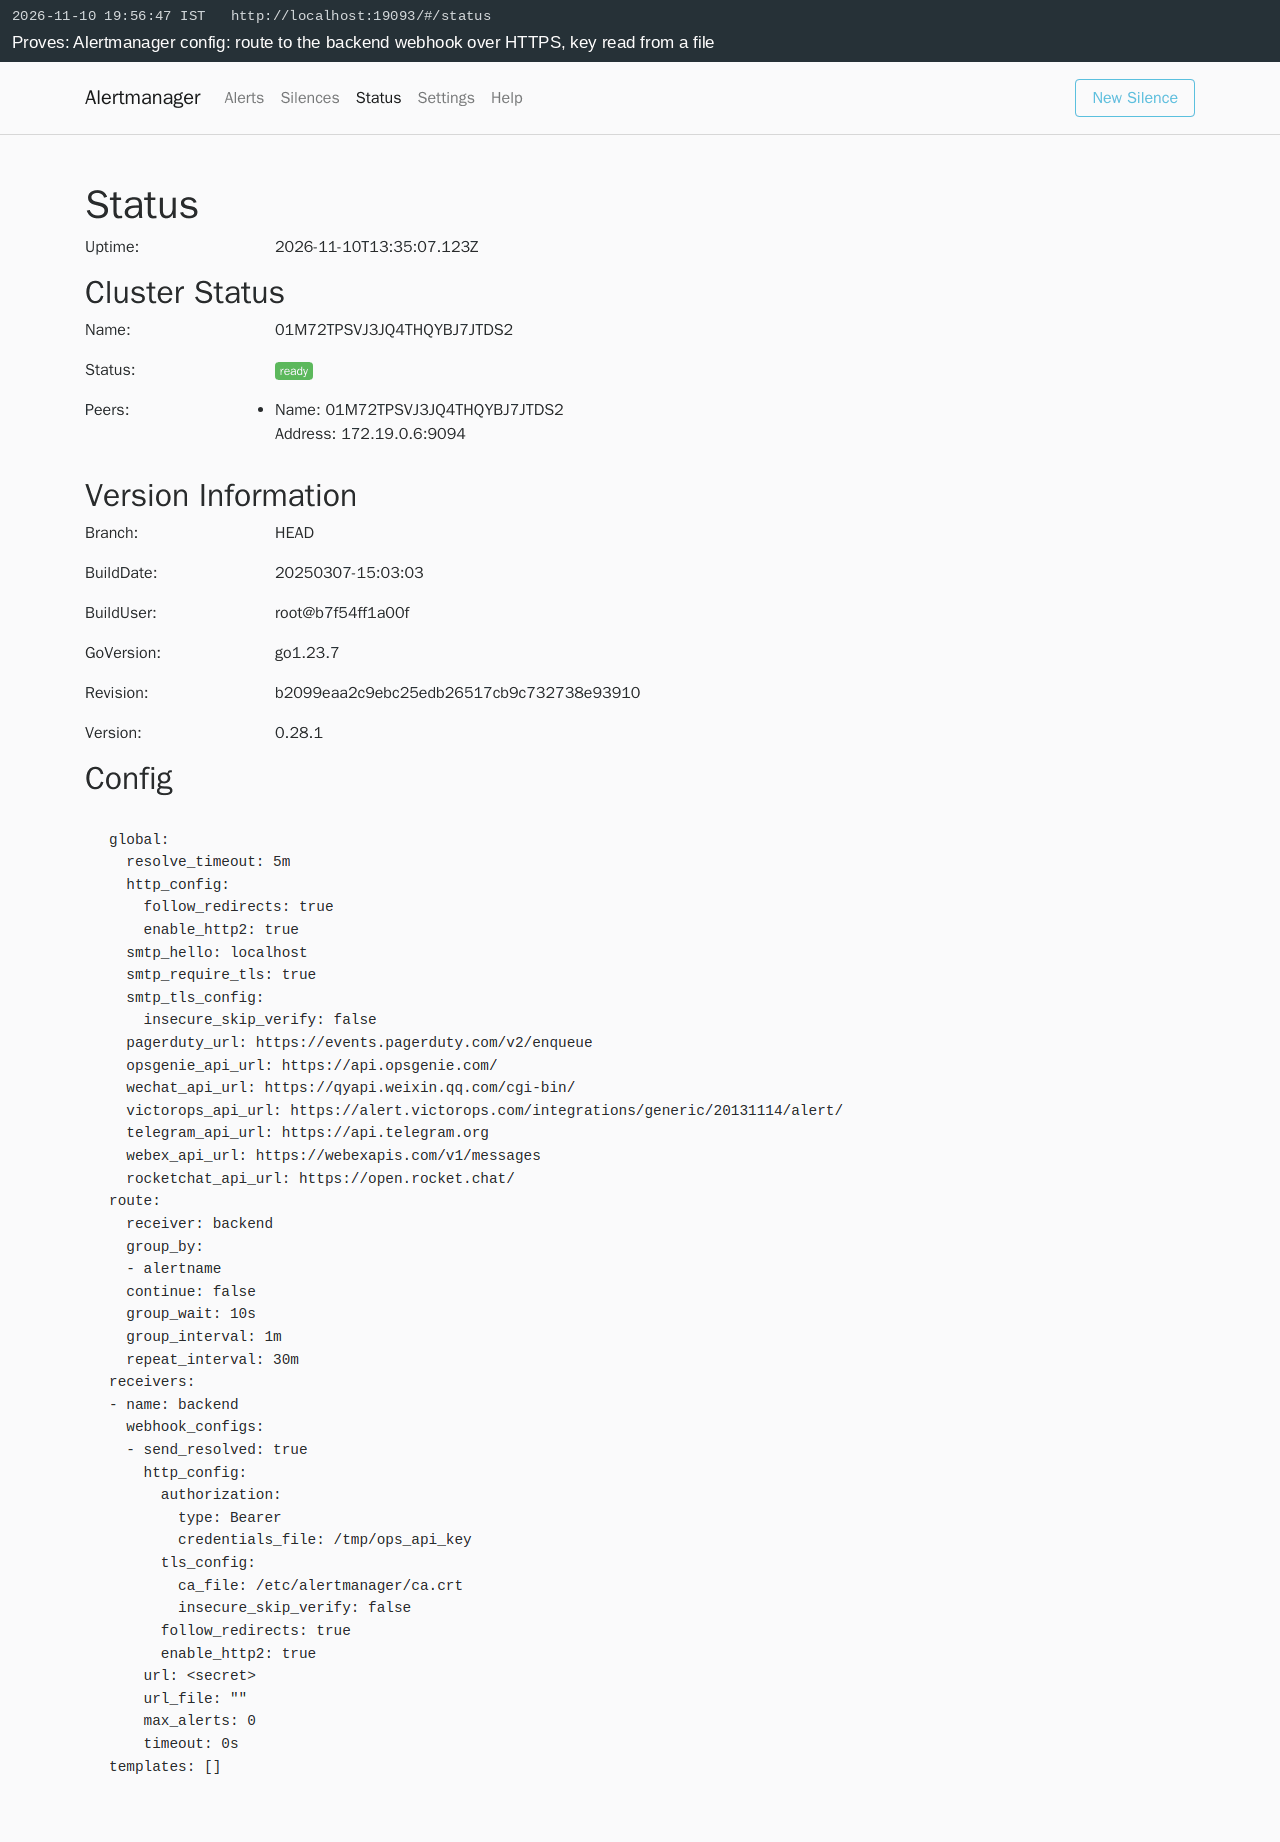 2026-11-10 19:56:47 IST http://localhost:19093/#/status
Proves: Alertmanager config: route to the backend webhook over HTTPS, key read from a file
Alertmanager Alerts Silences Status Settings Help New Silence
Status
Uptime: 2026-11-10T13:35:07.123Z
Cluster Status
Name: 01M72TPSVJ3JQ4THQYBJ7JTDS2
Status: ready
Peers: • Name: 01M72TPSVJ3JQ4THQYBJ7JTDS2
Address: 172.19.0.6:9094
Version Information
Branch: HEAD
BuildDate: 20250307-15:03:03
BuildUser: root@b7f54ff1a00f
GoVersion: go1.23.7
Revision: b2099eaa2c9ebc25edb26517cb9c732738e93910
Version: 0.28.1
Config
global:
  resolve_timeout: 5m
  http_config:
    follow_redirects: true
    enable_http2: true
  smtp_hello: localhost
  smtp_require_tls: true
  smtp_tls_config:
    insecure_skip_verify: false
  pagerduty_url: https://events.pagerduty.com/v2/enqueue
  opsgenie_api_url: https://api.opsgenie.com/
  wechat_api_url: https://qyapi.weixin.qq.com/cgi-bin/
  victorops_api_url: https://alert.victorops.com/integrations/generic/20131114/alert/
  telegram_api_url: https://api.telegram.org
  webex_api_url: https://webexapis.com/v1/messages
  rocketchat_api_url: https://open.rocket.chat/
route:
  receiver: backend
  group_by:
  - alertname
  continue: false
  group_wait: 10s
  group_interval: 1m
  repeat_interval: 30m
receivers:
- name: backend
  webhook_configs:
  - send_resolved: true
    http_config:
      authorization:
        type: Bearer
        credentials_file: /tmp/ops_api_key
      tls_config:
        ca_file: /etc/alertmanager/ca.crt
        insecure_skip_verify: false
      follow_redirects: true
      enable_http2: true
    url: <secret>
    url_file: ""
    max_alerts: 0
    timeout: 0s
templates: []